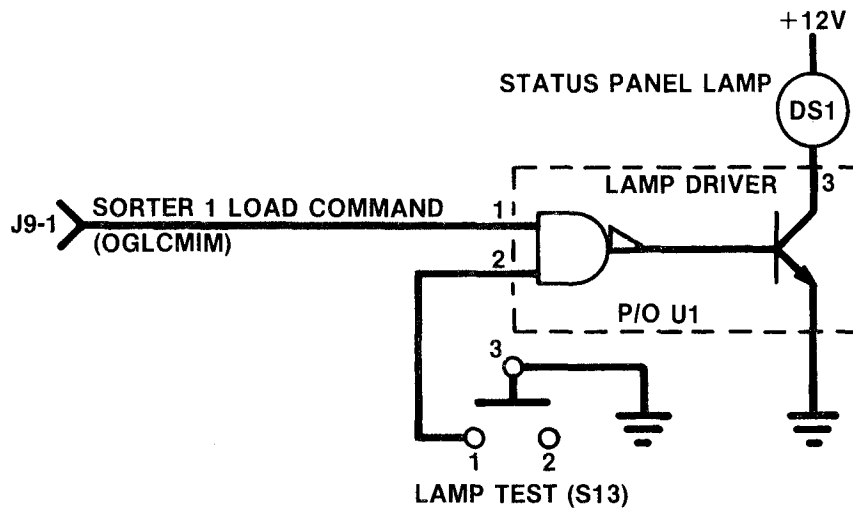 +12V
STATUS PANEL LAMP
DS1
LAMP DRIVER
3
J9-1
SORTER 1 LOAD COMMAND
(OGLCMIM)
1
2
P/O U1
3
1
2
LAMP TEST (S13)